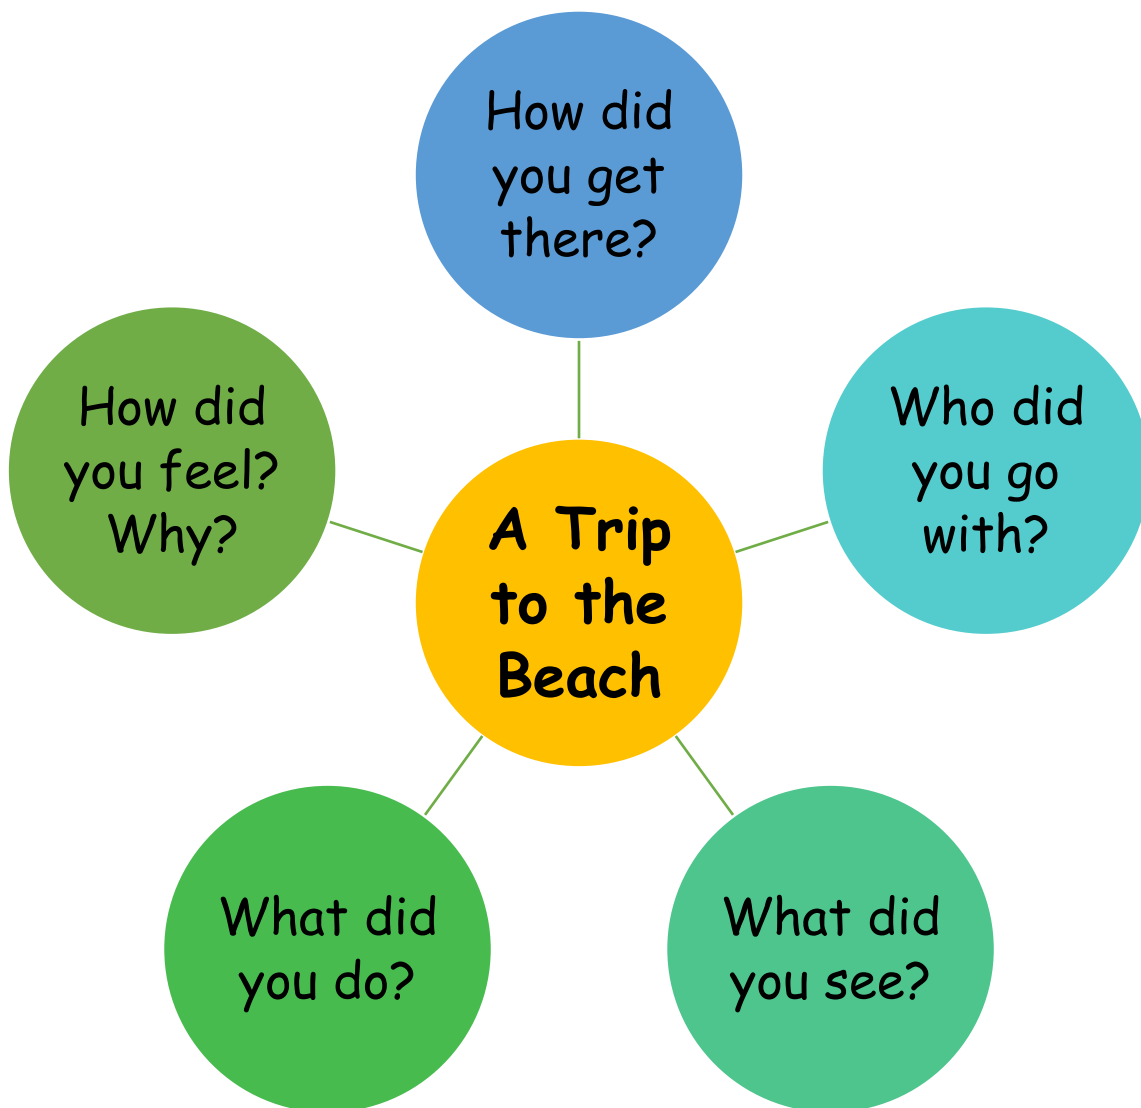 How did
you get
there?
Who did
you go
with?
What did
you see?
What did
you do?
How did
you feel?
Why?
A Trip
to the
Beach